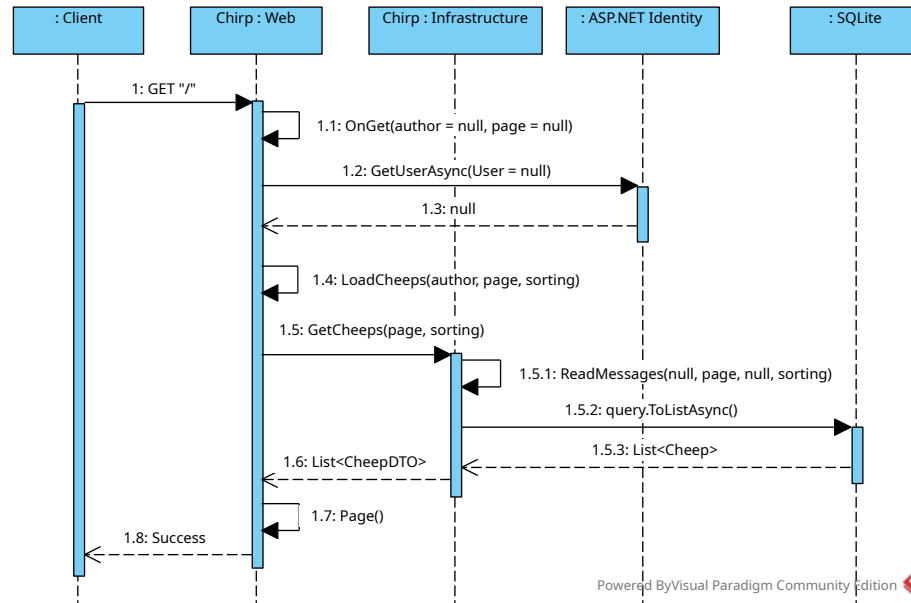 : Client
Chirp : Web
Chirp : Infrastructure
: ASP.NET Identity
: SQLite
1: GET "/"
1.1: OnGet(author = null, page = null)
1.2: GetUserAsync(User = null)
1.3: null
1.4: LoadCheeps(author, page, sorting)
1.5: GetCheeps(page, sorting)
1.5.1: ReadMessages(null, page, null, sorting)
1.5.2: query.ToListAsync()
1.5.3: List<Cheep>
1.6: List<CheepDTO>
1.7: Page()
1.8: Success
Powered ByVisual Paradigm Community Edition